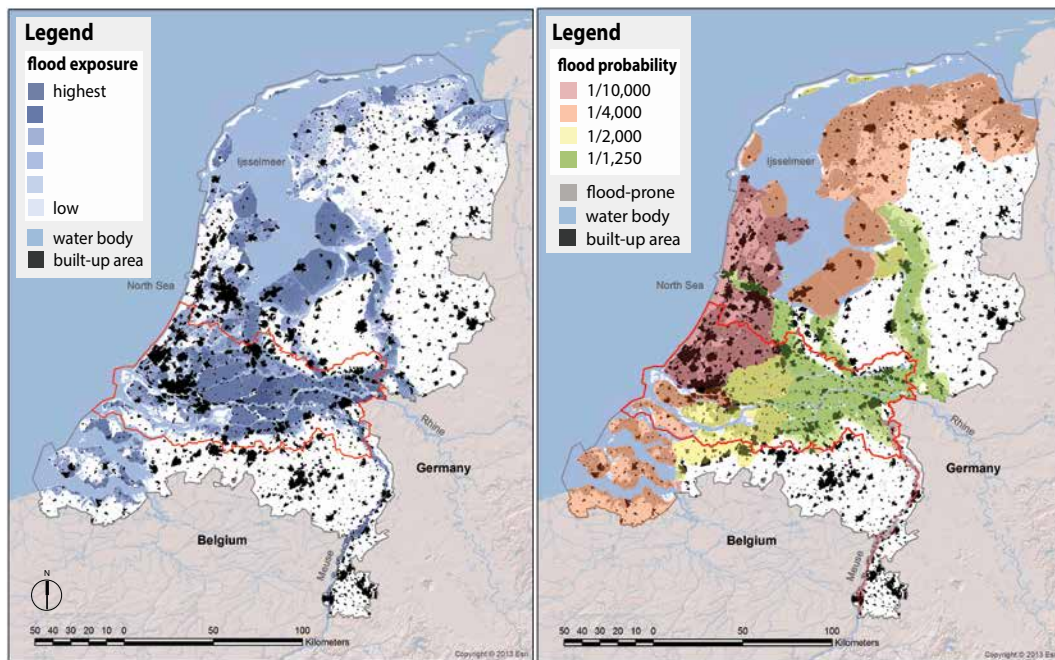 Legend
flood exposure
highest
low
water body
built-up area
Ijsselmeer
North Sea
Rhine
Germany
Belgium
Meuse
N
50 40 30 20 10 0 50 100
Kilometers
Copyright © 2013 Esri
Legend
flood probability
1/10,000
1/4,000
1/2,000
1/1,250
flood-prone
water body
built-up area
Ijsselmeer
North Sea
Rhine
Germany
Belgium
Meuse
50 40 30 20 10 0 50 100
Kilometers
Copyright © 2013 Esri